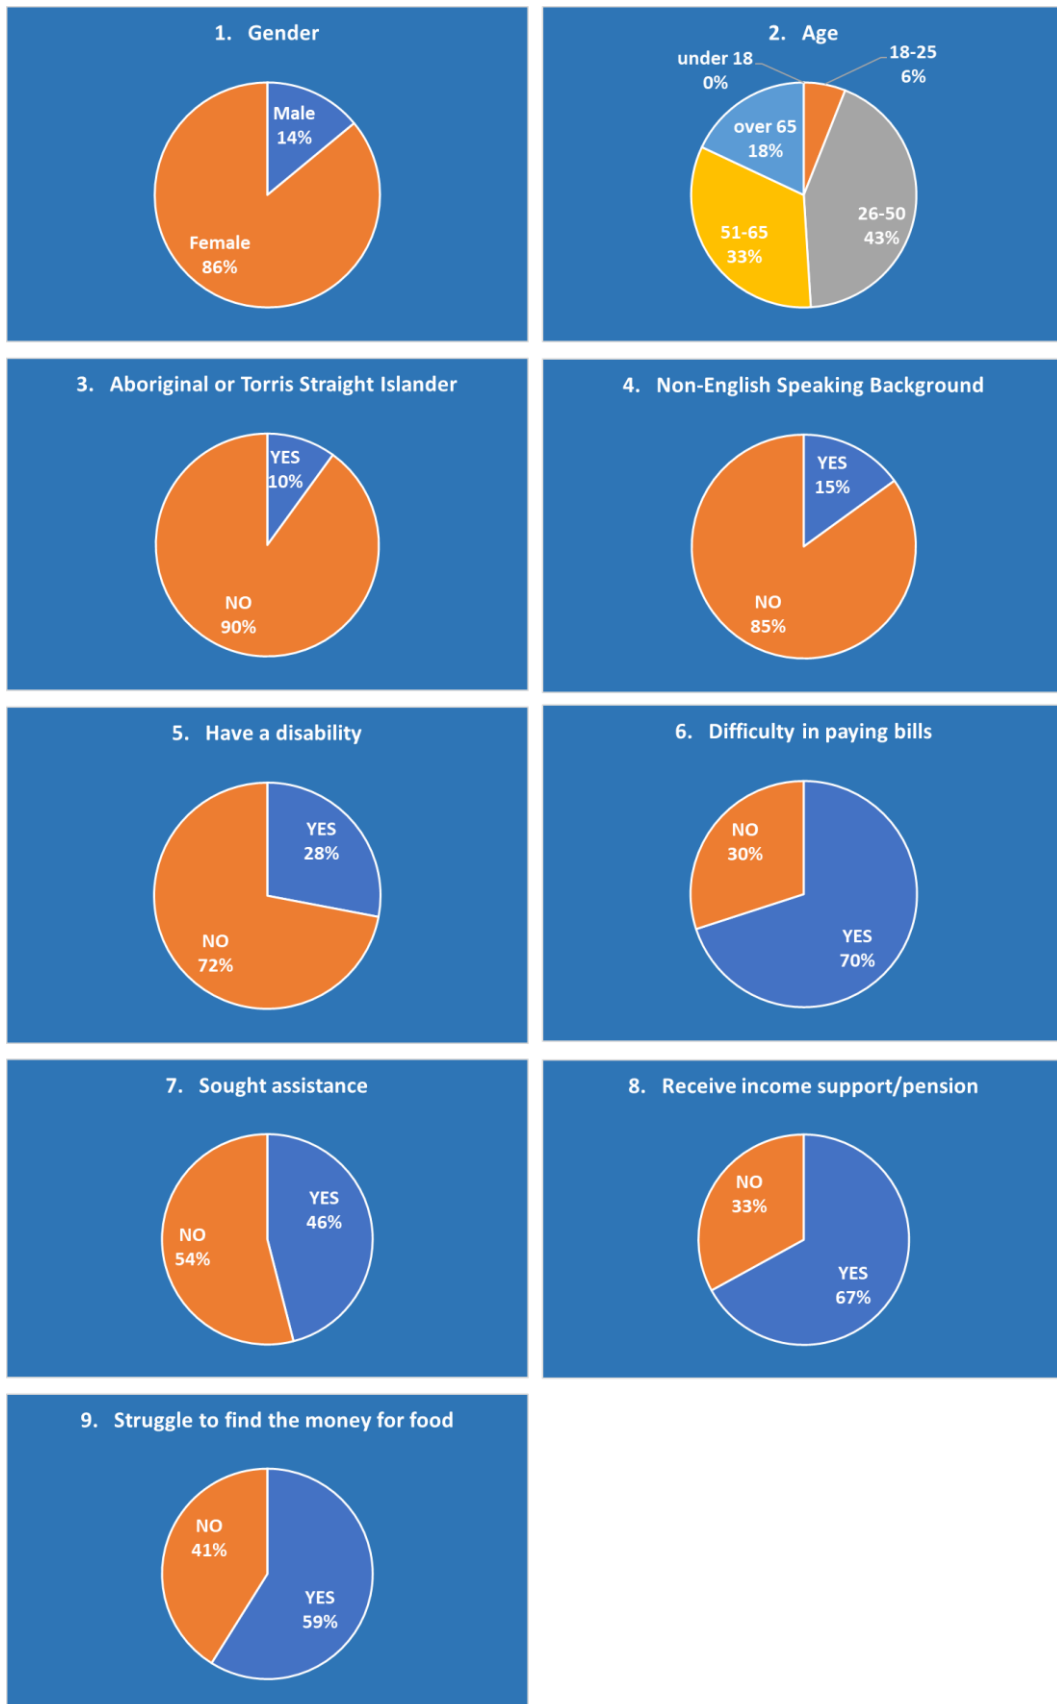 1. Gender
Male
14%
Female
86%
2. Age
under 18
0%
18-25
6%
over 65
18%
26-50
43%
51-65
33%
3. Aboriginal or Torris Straight Islander
YES
10%
NO
90%
4. Non-English Speaking Background
YES
15%
NO
85%
5. Have a disability
YES
28%
NO
72%
6. Difficulty in paying bills
NO
30%
YES
70%
7. Sought assistance
YES
46%
NO
54%
8. Receive income support/pension
NO
33%
YES
67%
9. Struggle to find the money for food
NO
41%
YES
59%